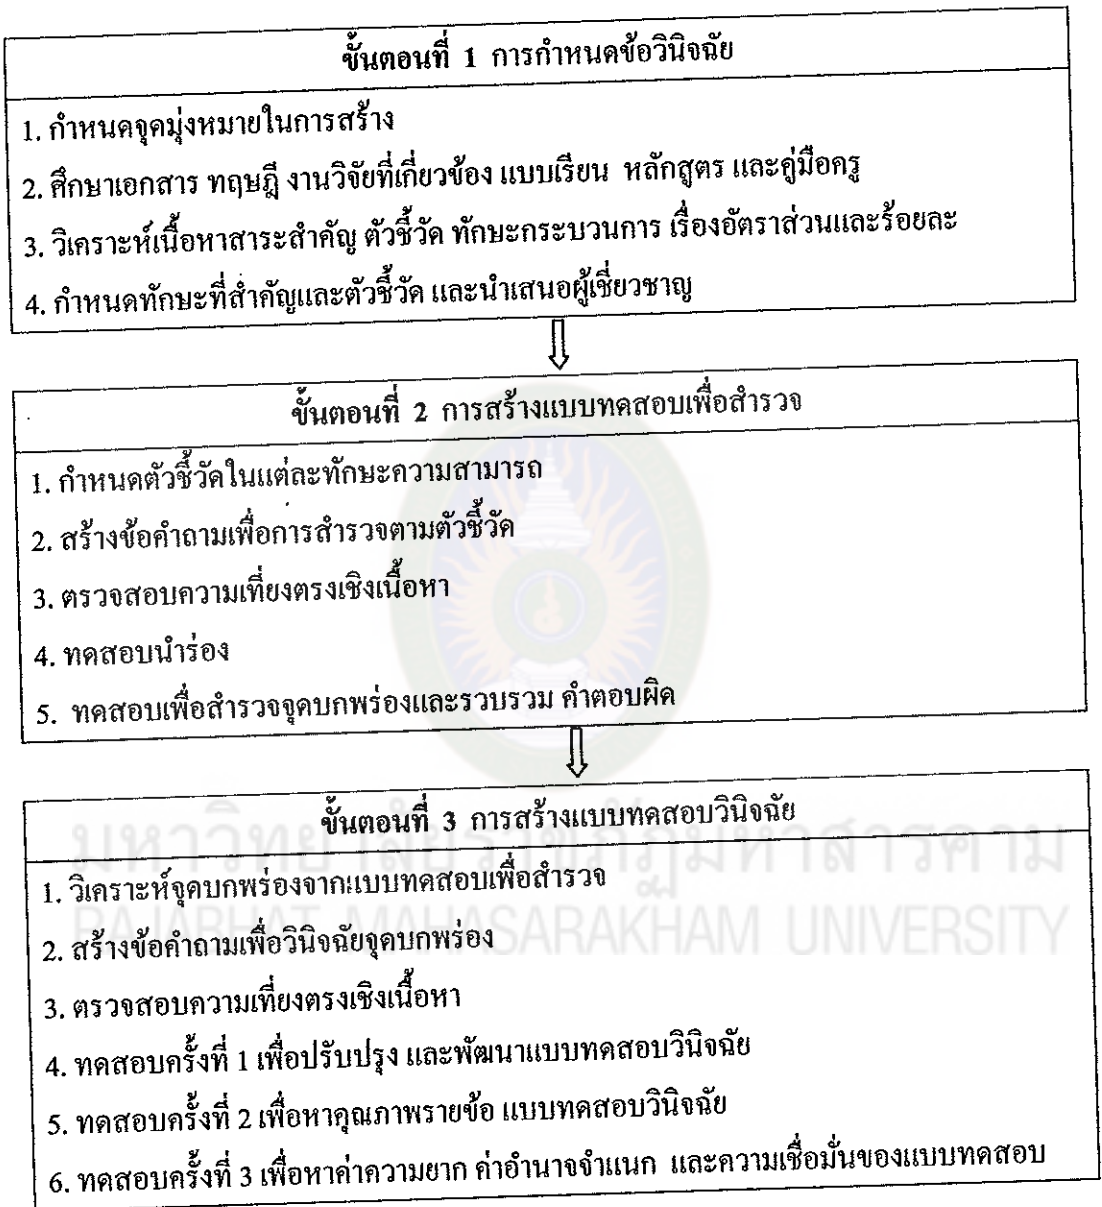 ขั้นตอนที่ 1 การกำหนดข้อวินิจฉัย
1. กำหนดจุดมุ่งหมายในการสร้าง
2. ศึกษาเอกสาร ทฤษฎี งานวิจัยที่เกี่ยวข้อง แบบเรียน หลักสูตร และคู่มือครู
3. วิเคราะห์เนื้อหาสาระสำคัญ ตัวชี้วัด ทักษะกระบวนการ เรื่องอัตราส่วนและร้อยละ
4. กำหนดทักษะที่สำคัญและตัวชี้วัด และนำเสนอผู้เชี่ยวชาญ
ขั้นตอนที่ 2 การสร้างแบบทดสอบเพื่อสำรวจ
1. กำหนดตัวชี้วัดในแต่ละทักษะความสามารถ
2. สร้างข้อคำถามเพื่อการสำรวจตามตัวชี้วัด
3. ตรวจสอบความเที่ยงตรงเชิงเนื้อหา
4. ทดสอบนำร่อง
5. ทดสอบเพื่อสำรวจจุดบกพร่องและรวบรวม คำตอบผิด
ขั้นตอนที่ 3 การสร้างแบบทดสอบวินิจฉัย
มหาวิทยาลัยราชภัฏมหาสารคาม
1. วิเคราะห์จุดบกพร่องจากแบบทดสอบเพื่อสำรวจ
RAJABHAT MAHASARAKHAM UNIVERSITY
2. สร้างข้อคำถามเพื่อวินิจฉัยจุดบกพร่อง
3. ตรวจสอบความเที่ยงตรงเชิงเนื้อหา
4. ทดสอบครั้งที่ 1 เพื่อปรับปรุง และพัฒนาแบบทดสอบวินิจฉัย
5. ทดสอบครั้งที่ 2 เพื่อหาคุณภาพรายข้อ แบบทดสอบวินิจฉัย
6. ทดสอบครั้งที่ 3 เพื่อหาค่าความยาก ค่าอำนาจจำแนก และความเชื่อมั่นของแบบทดสอบ